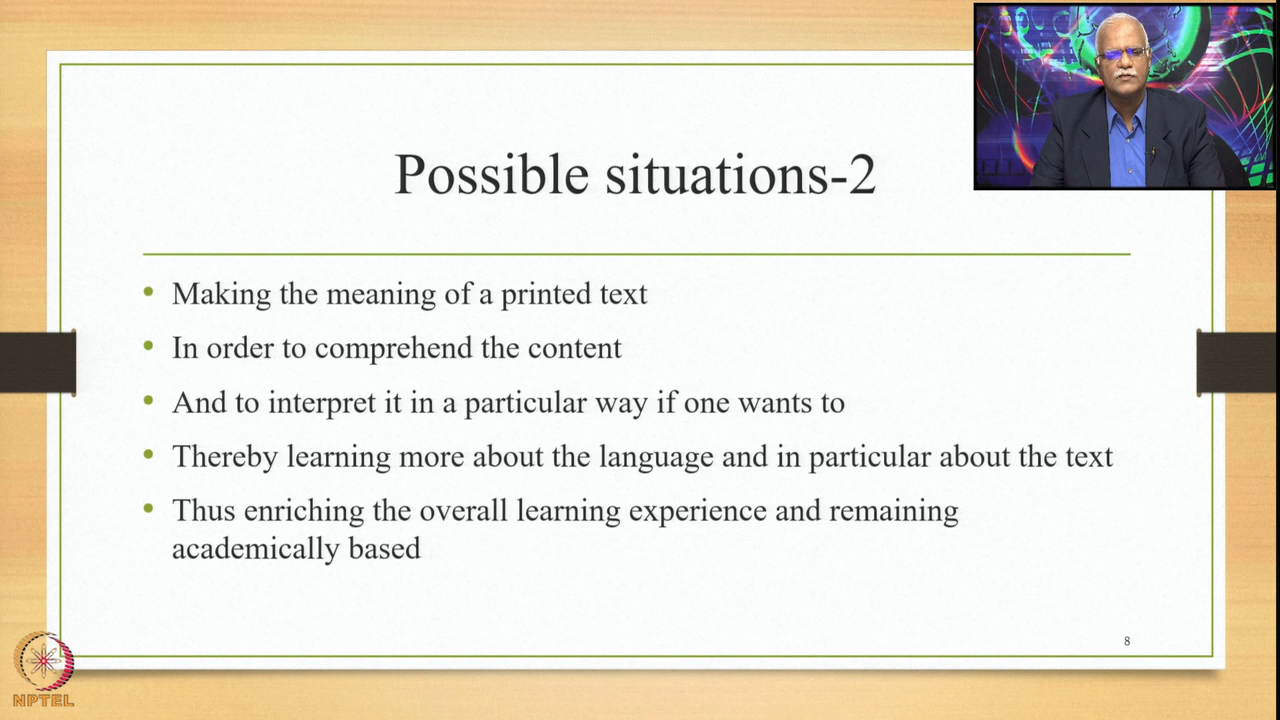 Possible situations-2
• Making the meaning of a printed text
• In order to comprehend the content
• And to interpret it in a particular way if one wants to
• Thereby learning more about the language and in particular about the text
• Thus enriching the overall learning experience and remaining
academically based
8
NPTEL